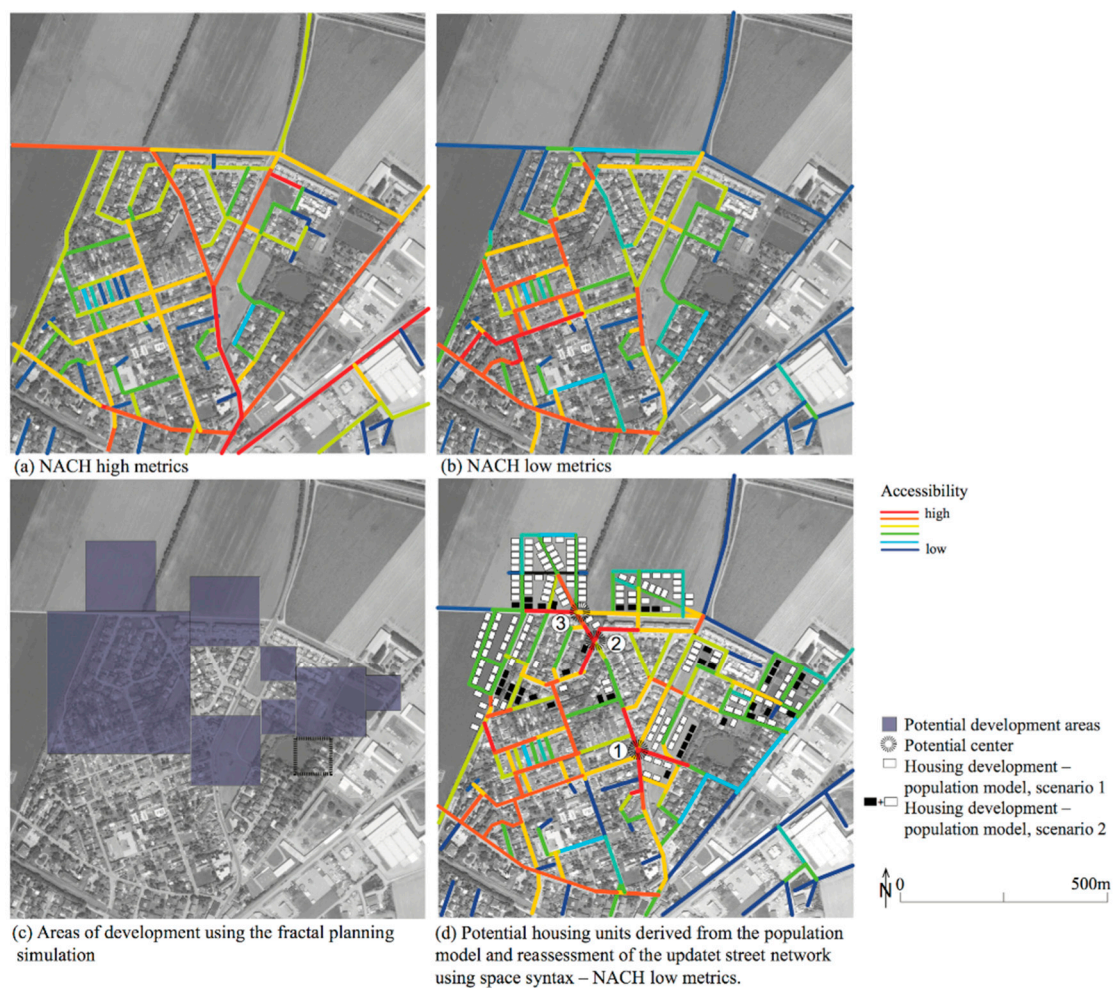 (a) NACH high metrics
(b) NACH low metrics
Accessibility
high
low
3
2
1
Potential development areas
Potential center
Housing development –
population model, scenario 1
+
Housing development –
population model, scenario 2
N
0
500m
(c) Areas of development using the fractal planning
simulation
(d) Potential housing units derived from the population
model and reassessment of the updatet street network
using space syntax – NACH low metrics.